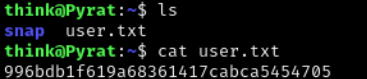 think@Pyrat:~$ ls
snap  user.txt
think@Pyrat:~$ cat user.txt
996bdb1f619a68361417cabca5454705